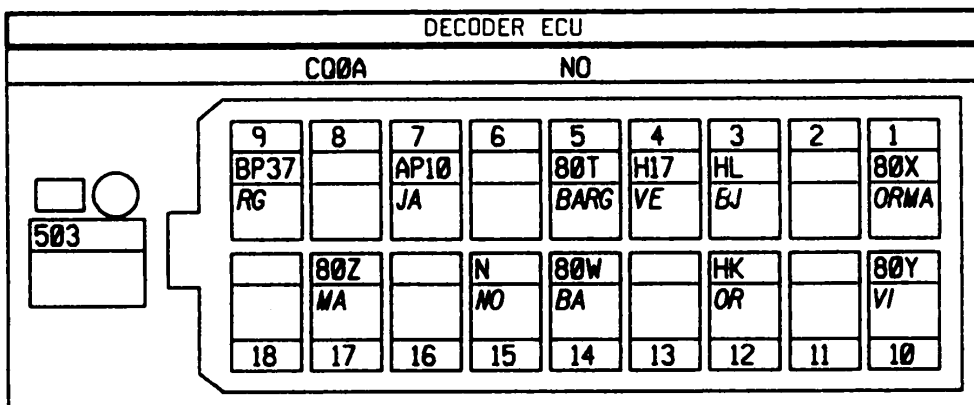 DECODER ECU
CQ0A NO
9 8 7 6 5 4 3 2 1
BP37 AP10 80T H17 HL 80X
RG JA BARG VE BJ ORMA
503
80Z N 80W HK 80Y
MA NO BA OR VI
18 17 16 15 14 13 12 11 10